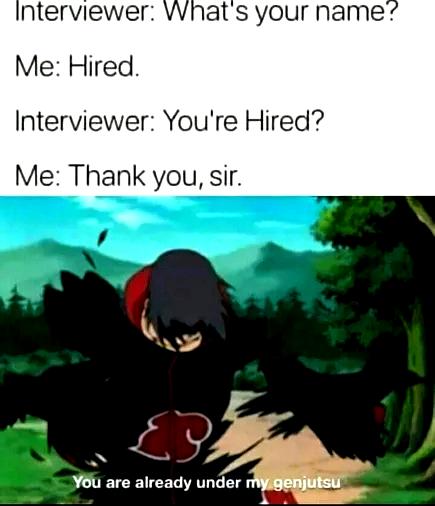 Interviewer: What's your name?
Me: Hired.
Interviewer: You're Hired?
Me: Thank you, sir.
You are already under my genjutsu